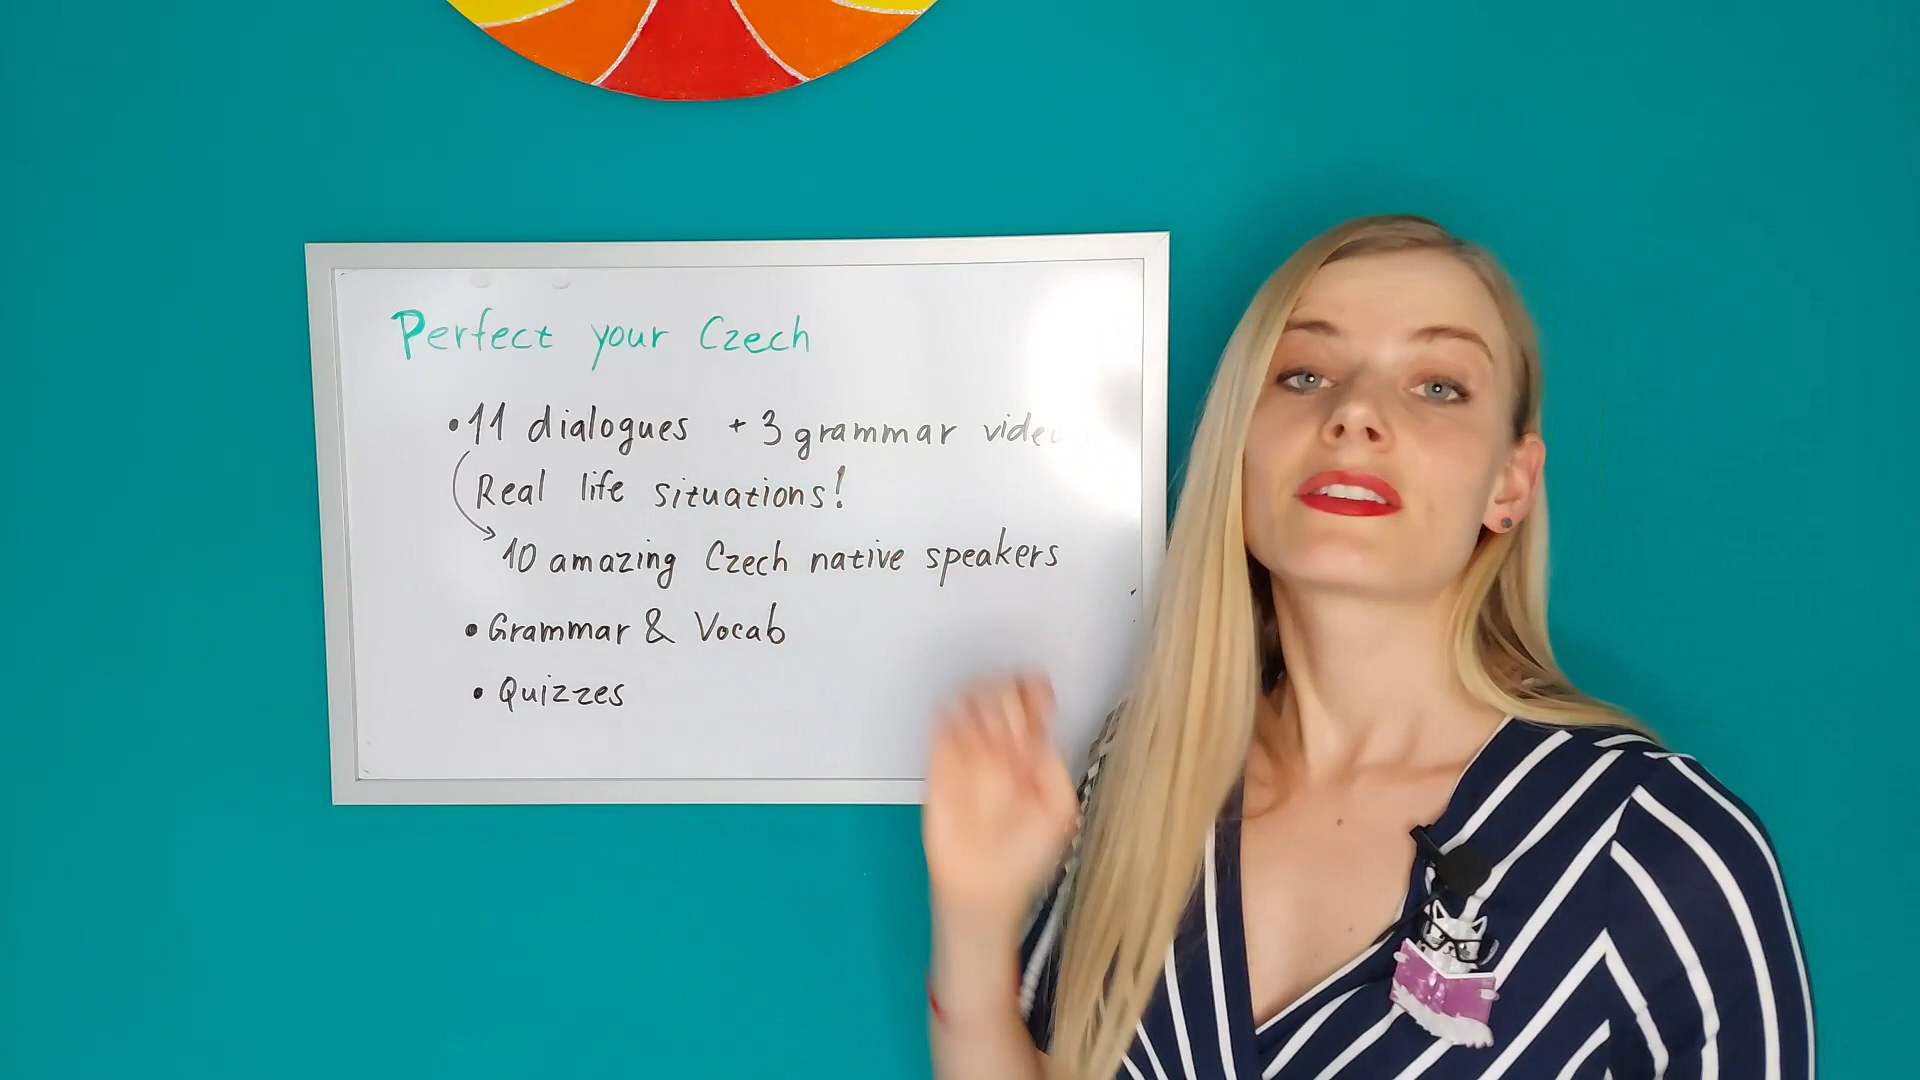 Perfect your Czech
• 11 dialogues + 3 grammar
Real life situations!
10 amazing Czech native speakers
• Grammar & Vocab
• Quizzes